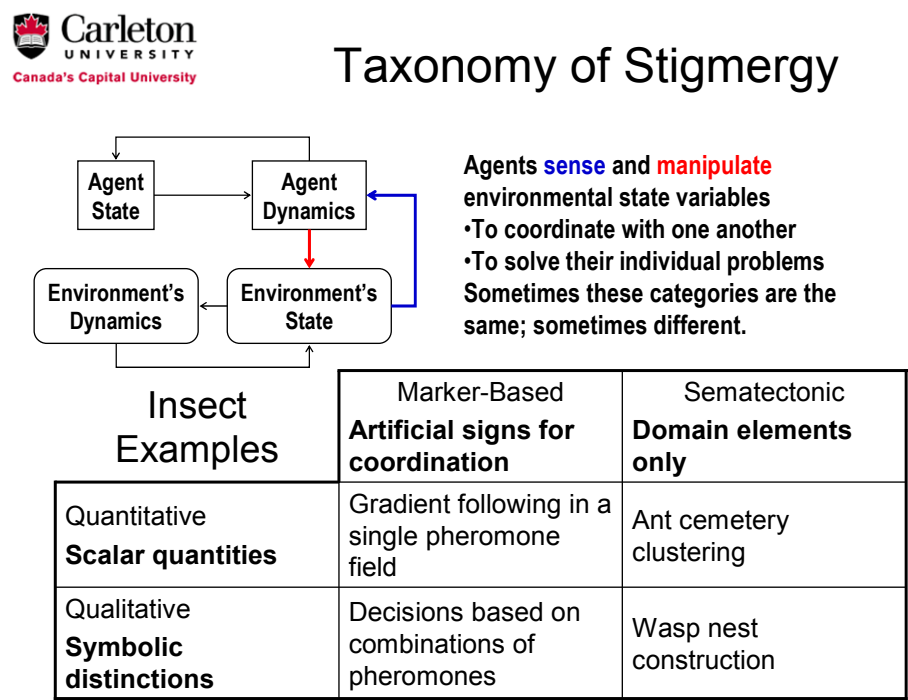 Carleton
UNIVERSITY
Canada's Capital University
Taxonomy of Stigmergy
Agent
State
Agent
Dynamics
Environment's
Dynamics
Environment's
State
Agents sense and manipulate
environmental state variables
•To coordinate with one another
•To solve their individual problems
Sometimes these categories are the
same; sometimes different.
Insect
Examples
Marker-Based
Artificial signs for
coordination
Sematectonic
Domain elements
only
Quantitative
Scalar quantities
Gradient following in a
single pheromone
field
Ant cemetery
clustering
Qualitative
Symbolic
distinctions
Decisions based on
combinations of
pheromones
Wasp nest
construction